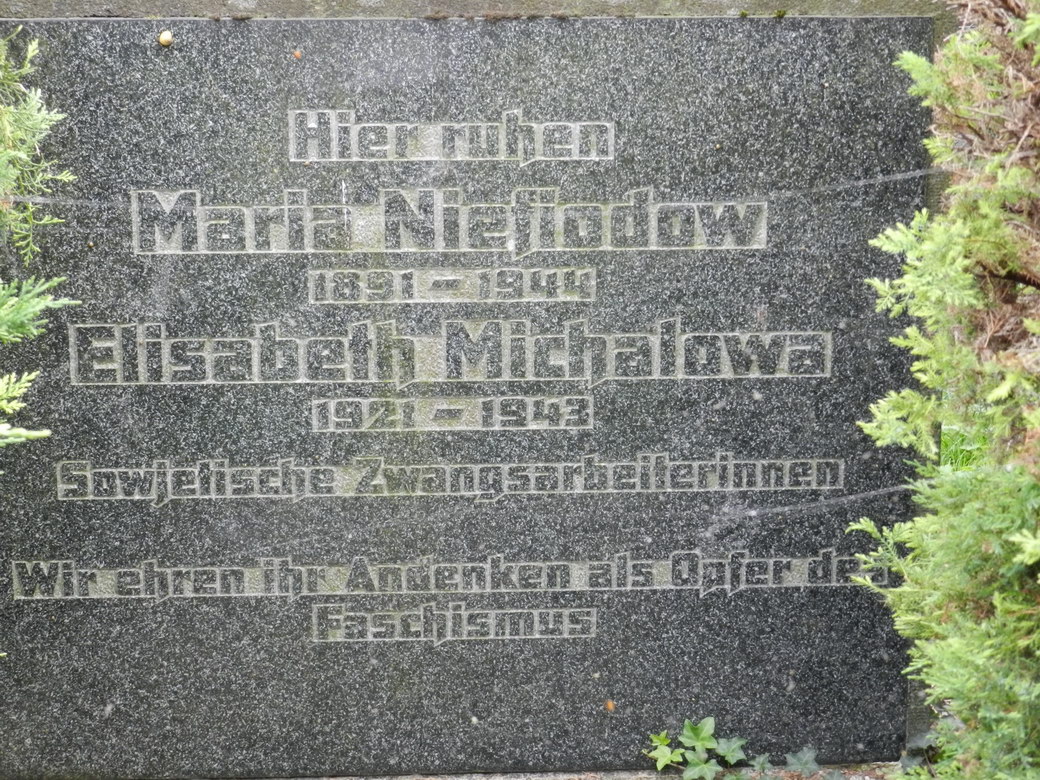 Hier ruhen
Maria Niefiodow
1891 - 1944
Elisabeth Michalowa
1921 - 1943
Sowjetische Zwangsarbeiterinnen
Wir ehren ihr Andenken als Opfer des
Faschismus